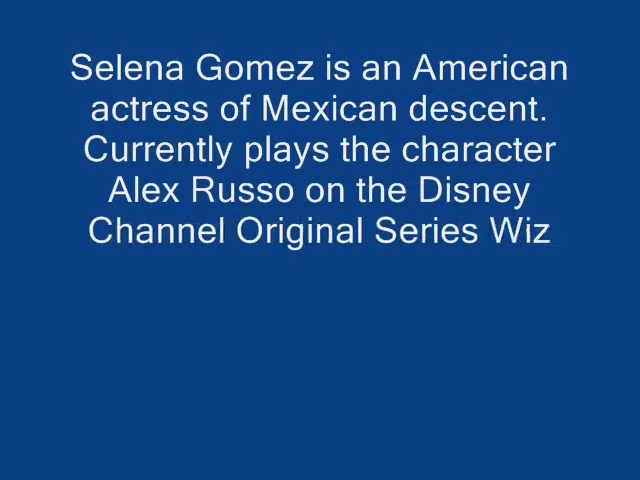 Selena Gomez is an American
actress of Mexican descent.
Currently plays the character
Alex Russo on the Disney
Channel Original Series Wiz